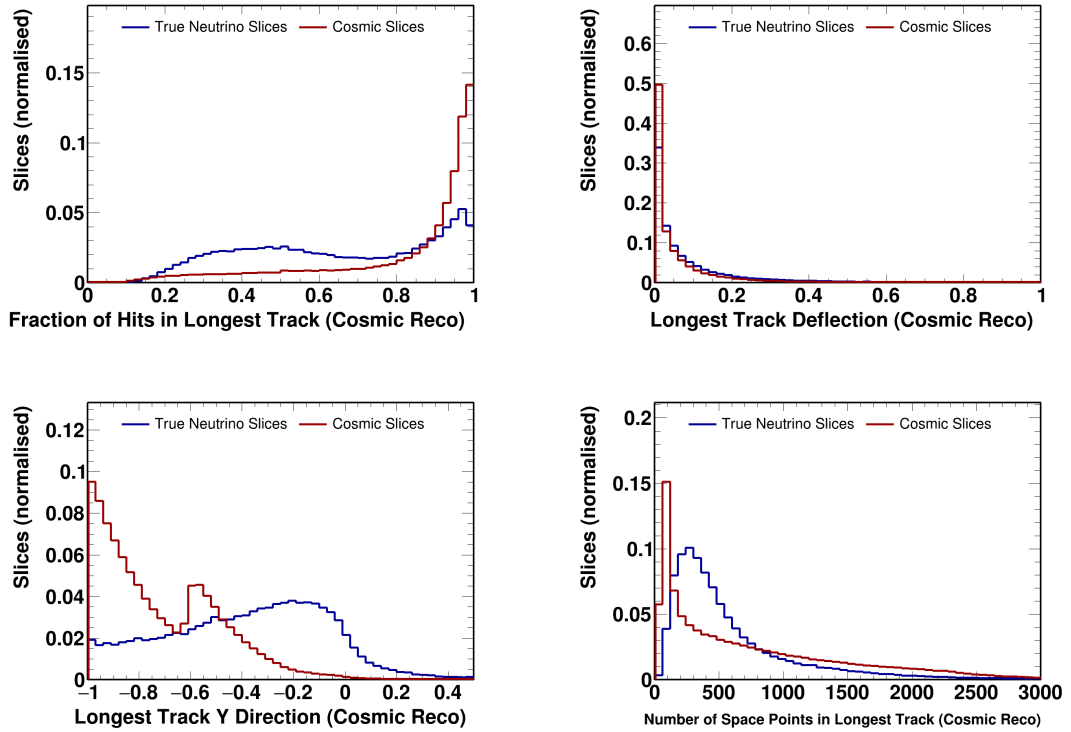 Slices (normalised)
True Neutrino Slices
Cosmic Slices
0.15
0.1
0.05
0
0 0.2 0.4 0.6 0.8 1
Fraction of Hits in Longest Track (Cosmic Reco)
Slices (normalised)
True Neutrino Slices
Cosmic Slices
0.6
0.5
0.4
0.3
0.2
0.1
0
0 0.2 0.4 0.6 0.8 1
Longest Track Deflection (Cosmic Reco)
Slices (normalised)
True Neutrino Slices
Cosmic Slices
0.12
0.1
0.08
0.06
0.04
0.02
0
−1 −0.8 −0.6 −0.4 −0.2 0 0.2 0.4
Longest Track Y Direction (Cosmic Reco)
Slices (normalised)
True Neutrino Slices
Cosmic Slices
0.2
0.15
0.1
0.05
0
0 500 1000 1500 2000 2500 3000
Number of Space Points in Longest Track (Cosmic Reco)